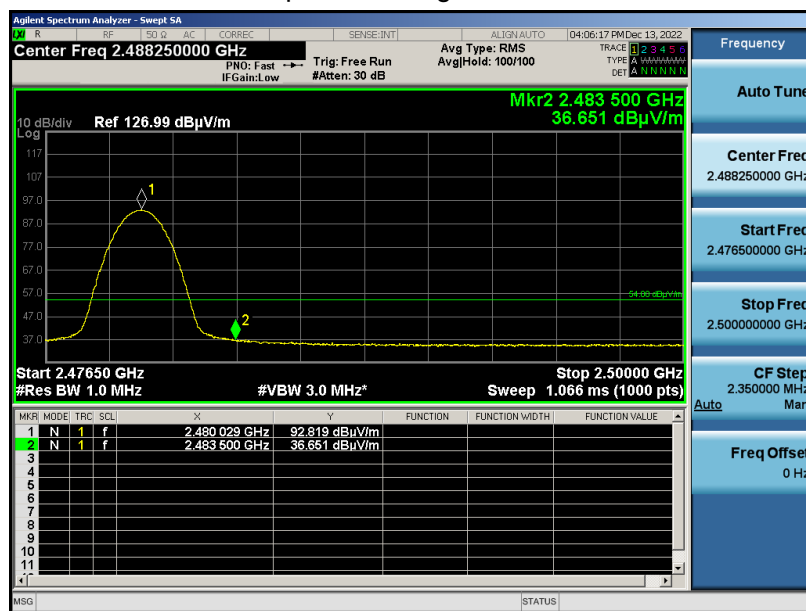 Agilent Spectrum Analyzer - Swept SA
LXI R RF 50 Ω AC CORREC SENSE:INT ALIGN AUTO 04:06:17 PM Dec 13, 2022
Center Freq 2.488250000 GHz
PNO: Fast
IFGain:Low
Trig: Free Run
#Atten: 30 dB
Avg Type: RMS
Avg|Hold: 100/100
TRACE 1 2 3 4 5 6
TYPE A WWWWW
DET A N N N N N
Mkr2 2.483 500 GHz
36.651 dBµV/m
10 dB/div Ref 126.99 dBµV/m
Log
117
107
97.0
87.0
77.0
67.0
57.0
47.0
37.0
1
2
54.00 dBµV/m
Start 2.47650 GHz Stop 2.50000 GHz
#Res BW 1.0 MHz #VBW 3.0 MHz* Sweep 1.066 ms (1000 pts)
MKR MODE TRC SCL X Y FUNCTION FUNCTION WIDTH FUNCTION VALUE
1 N 1 f 2.480 029 GHz 92.819 dBµV/m
2 N 1 f 2.483 500 GHz 36.651 dBµV/m
3
4
5
6
7
8
9
10
11
MSG STATUS
Frequency
Auto Tune
Center Freq
2.488250000 GHz
Start Freq
2.476500000 GHz
Stop Freq
2.500000000 GHz
CF Step
2.350000 MHz
Auto Man
Freq Offset
0 Hz